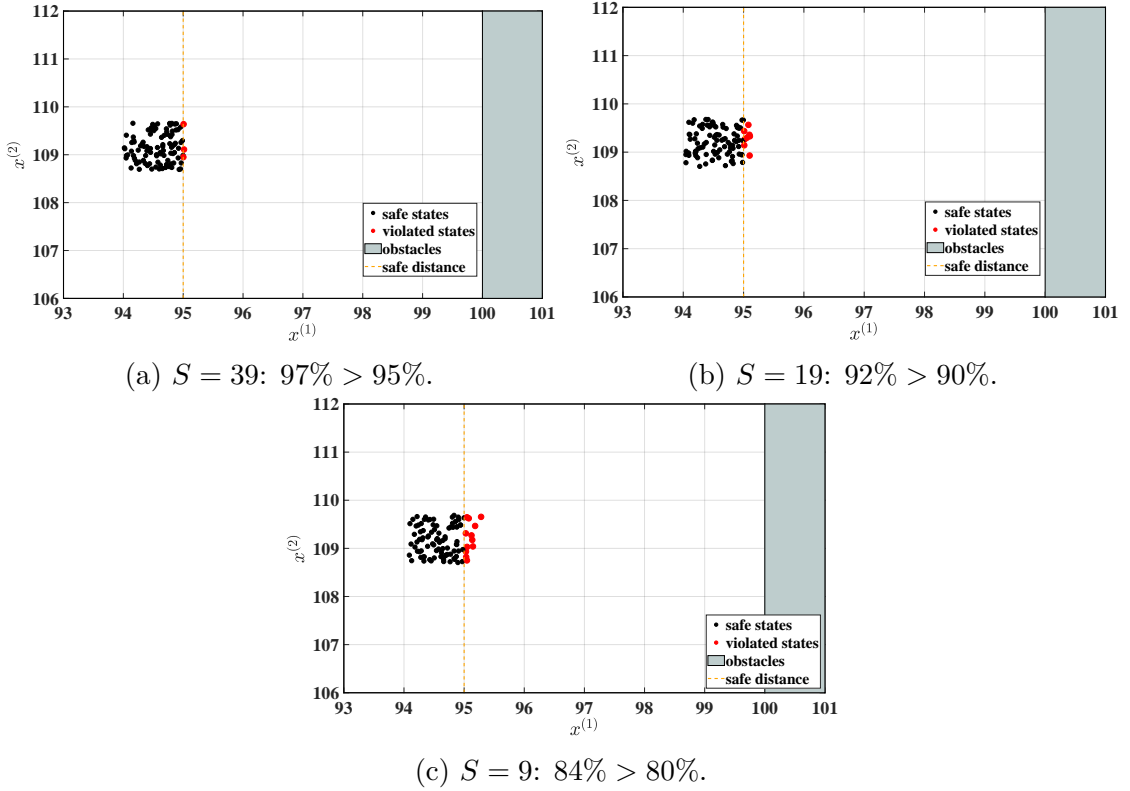 112
111
110
109
108
107
106
x^{(2)}
93 94 95 96 97 98 99 100 101
x^{(1)}
safe states
violated states
obstacles
safe distance
(a) S = 39: 97% > 95%.
112
111
110
109
108
107
106
x^{(2)}
93 94 95 96 97 98 99 100 101
x^{(1)}
safe states
violated states
obstacles
safe distance
(b) S = 19: 92% > 90%.
112
111
110
109
108
107
106
x^{(2)}
93 94 95 96 97 98 99 100 101
x^{(1)}
safe states
violated states
obstacles
safe distance
(c) S = 9: 84% > 80%.